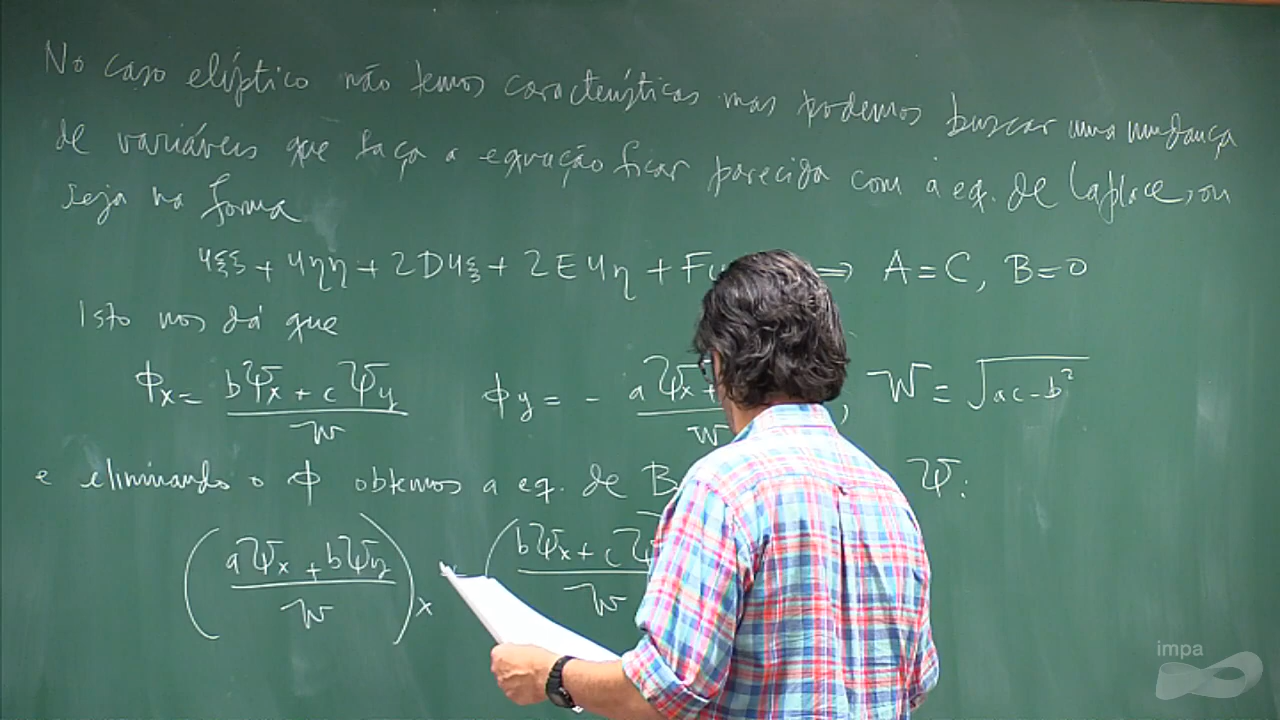 No caso elíptico não temos características mas podemos buscar uma mudança
de variáveis que faça a equação ficar parecida com a eq. de Laplace, ou
seja na forma
uξξ + uηη + 2Duξ + 2Euη + Fu ⟹ A = C, B = 0
Isto nos dá que
ϕx = (bψx + cψy)/W ϕy = - (aψx + /W , W = √(ac - b²)
e eliminando o ϕ obtemos a eq. de B ψ:
((aψx + bψy)/W)x ((bψx + cψ /W
impa